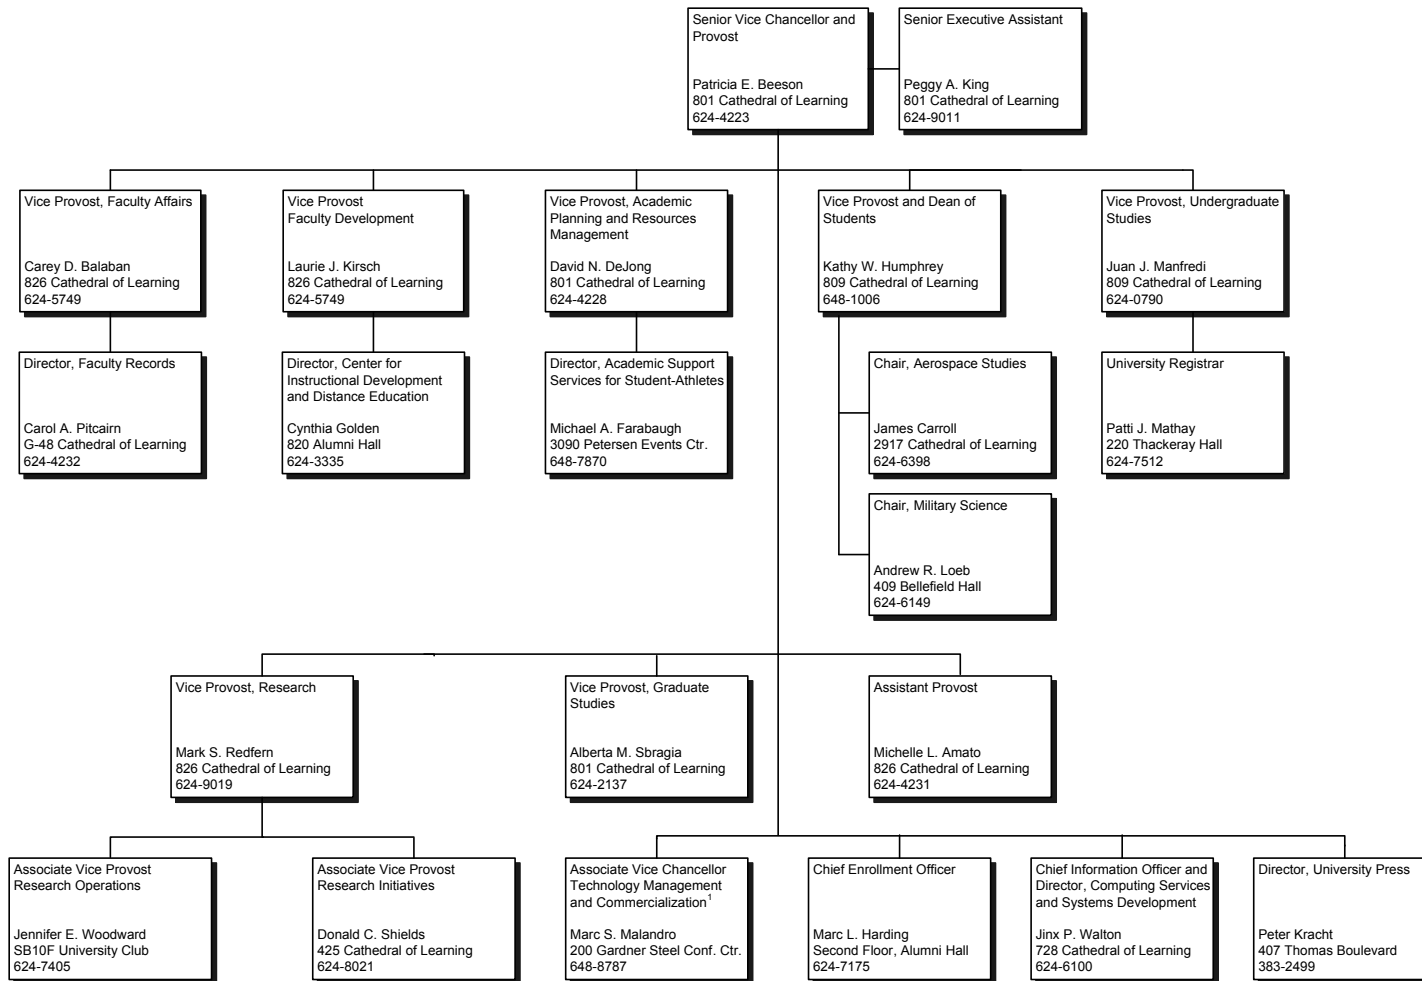 Senior Vice Chancellor and
Provost
Patricia E. Beeson
801 Cathedral of Learning
624-4223
Senior Executive Assistant
Peggy A. King
801 Cathedral of Learning
624-9011
Vice Provost, Faculty Affairs
Carey D. Balaban
826 Cathedral of Learning
624-5749
Vice Provost
Faculty Development
Laurie J. Kirsch
826 Cathedral of Learning
624-5749
Vice Provost, Academic
Planning and Resources
Management
David N. DeJong
801 Cathedral of Learning
624-4228
Vice Provost and Dean of
Students
Kathy W. Humphrey
809 Cathedral of Learning
648-1006
Vice Provost, Undergraduate
Studies
Juan J. Manfredi
809 Cathedral of Learning
624-0790
Director, Faculty Records
Carol A. Pitcairn
G-48 Cathedral of Learning
624-4232
Director, Center for
Instructional Development
and Distance Education
Cynthia Golden
820 Alumni Hall
624-3335
Director, Academic Support
Services for Student-Athletes
Michael A. Farabaugh
3090 Petersen Events Ctr.
648-7870
Chair, Aerospace Studies
James Carroll
2917 Cathedral of Learning
624-6398
University Registrar
Patti J. Mathay
220 Thackeray Hall
624-7512
Chair, Military Science
Andrew R. Loeb
409 Bellefield Hall
624-6149
Vice Provost, Research
Mark S. Redfern
826 Cathedral of Learning
624-9019
Vice Provost, Graduate
Studies
Alberta M. Sbragia
801 Cathedral of Learning
624-2137
Assistant Provost
Michelle L. Amato
826 Cathedral of Learning
624-4231
Associate Vice Provost
Research Operations
Jennifer E. Woodward
SB10F University Club
624-7405
Associate Vice Provost
Research Initiatives
Donald C. Shields
425 Cathedral of Learning
624-8021
Associate Vice Chancellor
Technology Management
and Commercialization¹
Marc S. Malandro
200 Gardner Steel Conf. Ctr.
648-8787
Chief Enrollment Officer
Marc L. Harding
Second Floor, Alumni Hall
624-7175
Chief Information Officer and
Director, Computing Services
and Systems Development
Jinx P. Walton
728 Cathedral of Learning
624-6100
Director, University Press
Peter Kracht
407 Thomas Boulevard
383-2499